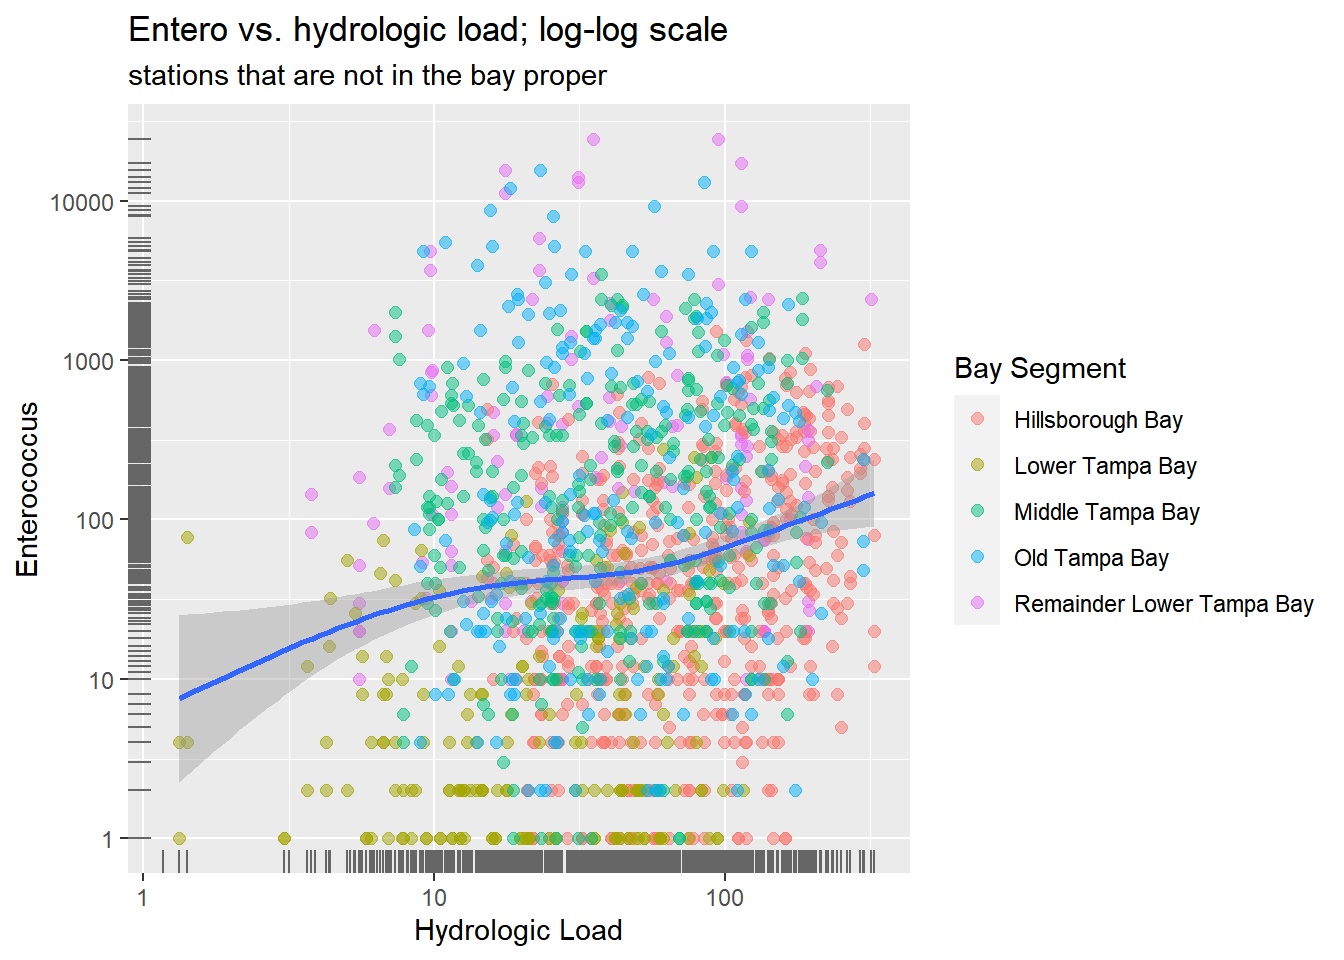 Entero vs. hydrologic load; log-log scale
stations that are not in the bay proper
10000
1000
100
10
1
Enterococcus
1 10 100
Hydrologic Load
Bay Segment
Hillsborough Bay
Lower Tampa Bay
Middle Tampa Bay
Old Tampa Bay
Remainder Lower Tampa Bay